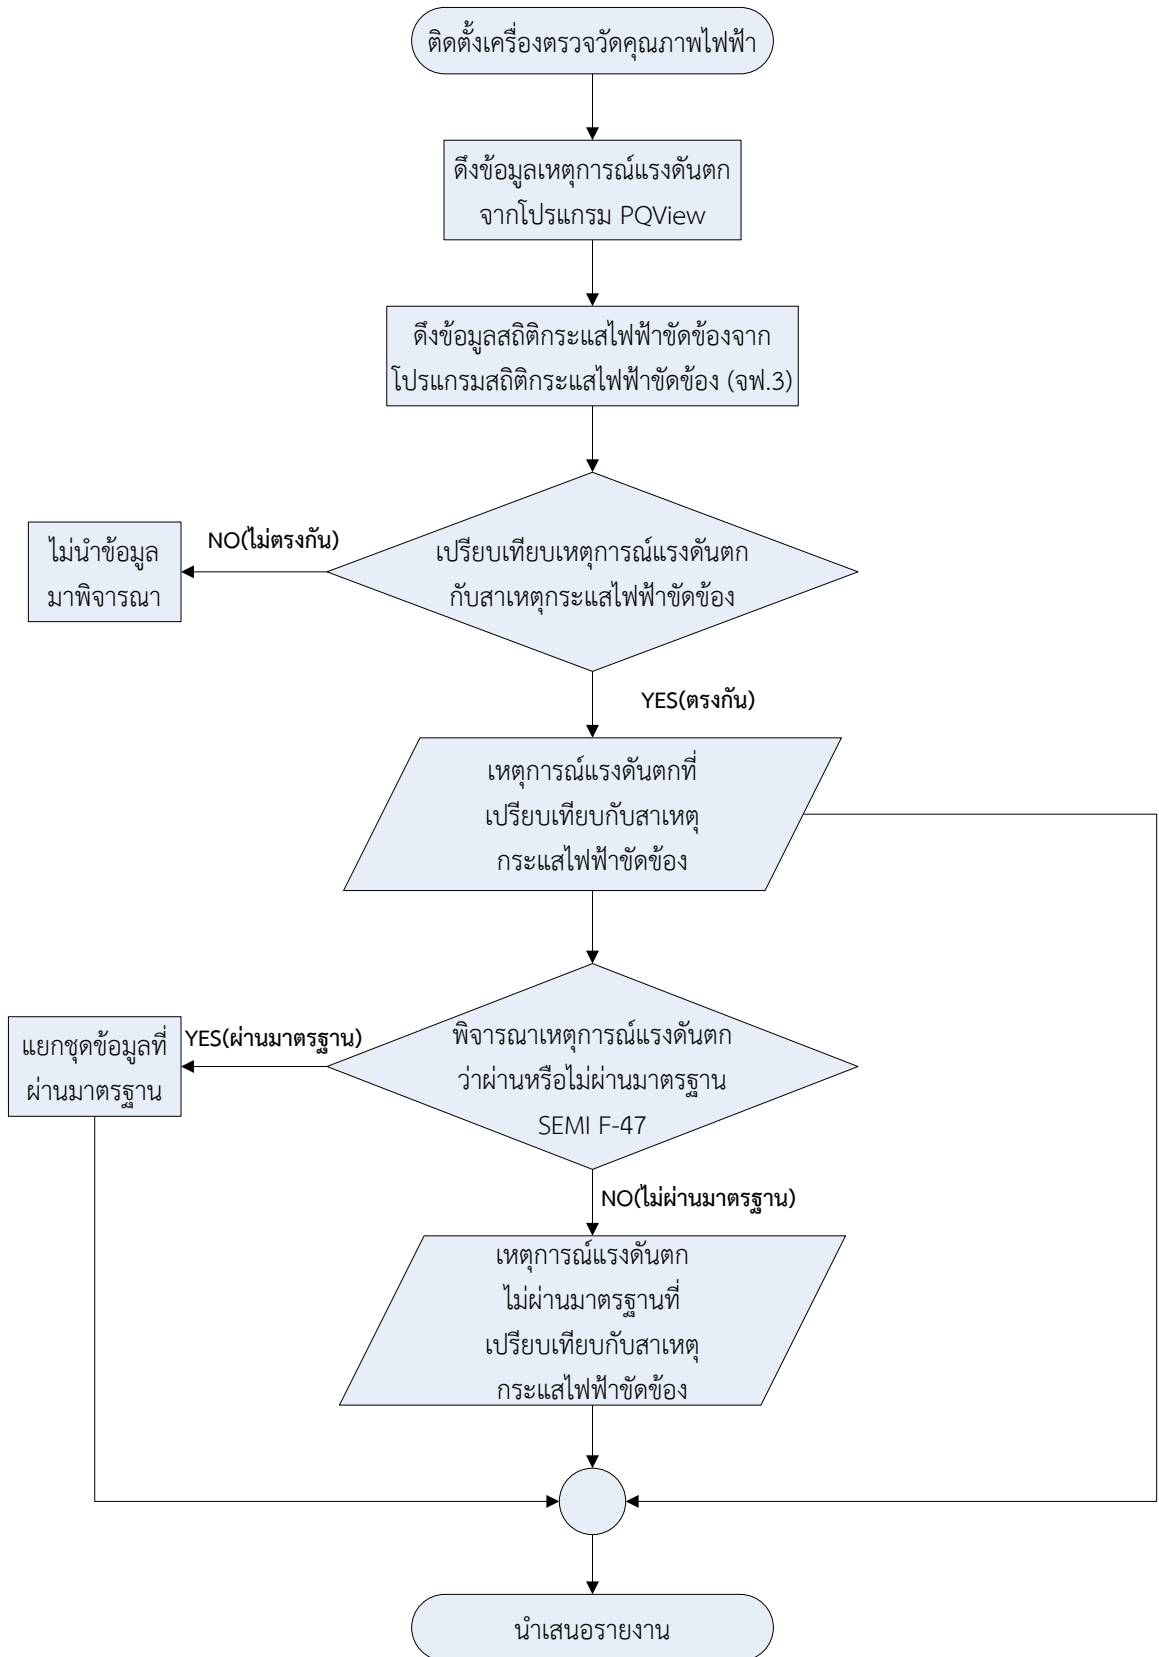 ติดตั้งเครื่องตรวจวัดคุณภาพไฟฟ้า
ดึงข้อมูลเหตุการณ์แรงดันตก
จากโปรแกรม PQView
ดึงข้อมูลสถิติกระแสไฟฟ้าขัดข้องจาก
โปรแกรมสถิติกระแสไฟฟ้าขัดข้อง (จฟ.3)
เปรียบเทียบเหตุการณ์แรงดันตก
กับสาเหตุกระแสไฟฟ้าขัดข้อง
NO(ไม่ตรงกัน)
ไม่นำข้อมูล
มาพิจารณา
YES(ตรงกัน)
เหตุการณ์แรงดันตกที่
เปรียบเทียบกับสาเหตุ
กระแสไฟฟ้าขัดข้อง
พิจารณาเหตุการณ์แรงดันตก
ว่าผ่านหรือไม่ผ่านมาตรฐาน
SEMI F-47
YES(ผ่านมาตรฐาน)
แยกชุดข้อมูลที่
ผ่านมาตรฐาน
NO(ไม่ผ่านมาตรฐาน)
เหตุการณ์แรงดันตก
ไม่ผ่านมาตรฐานที่
เปรียบเทียบกับสาเหตุ
กระแสไฟฟ้าขัดข้อง
นำเสนอรายงาน